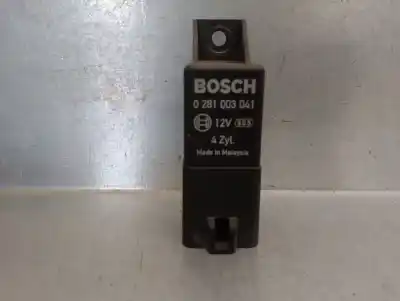 BOSCH
0 281 003 041
12V
4 Zyl.
Made in Malaysia